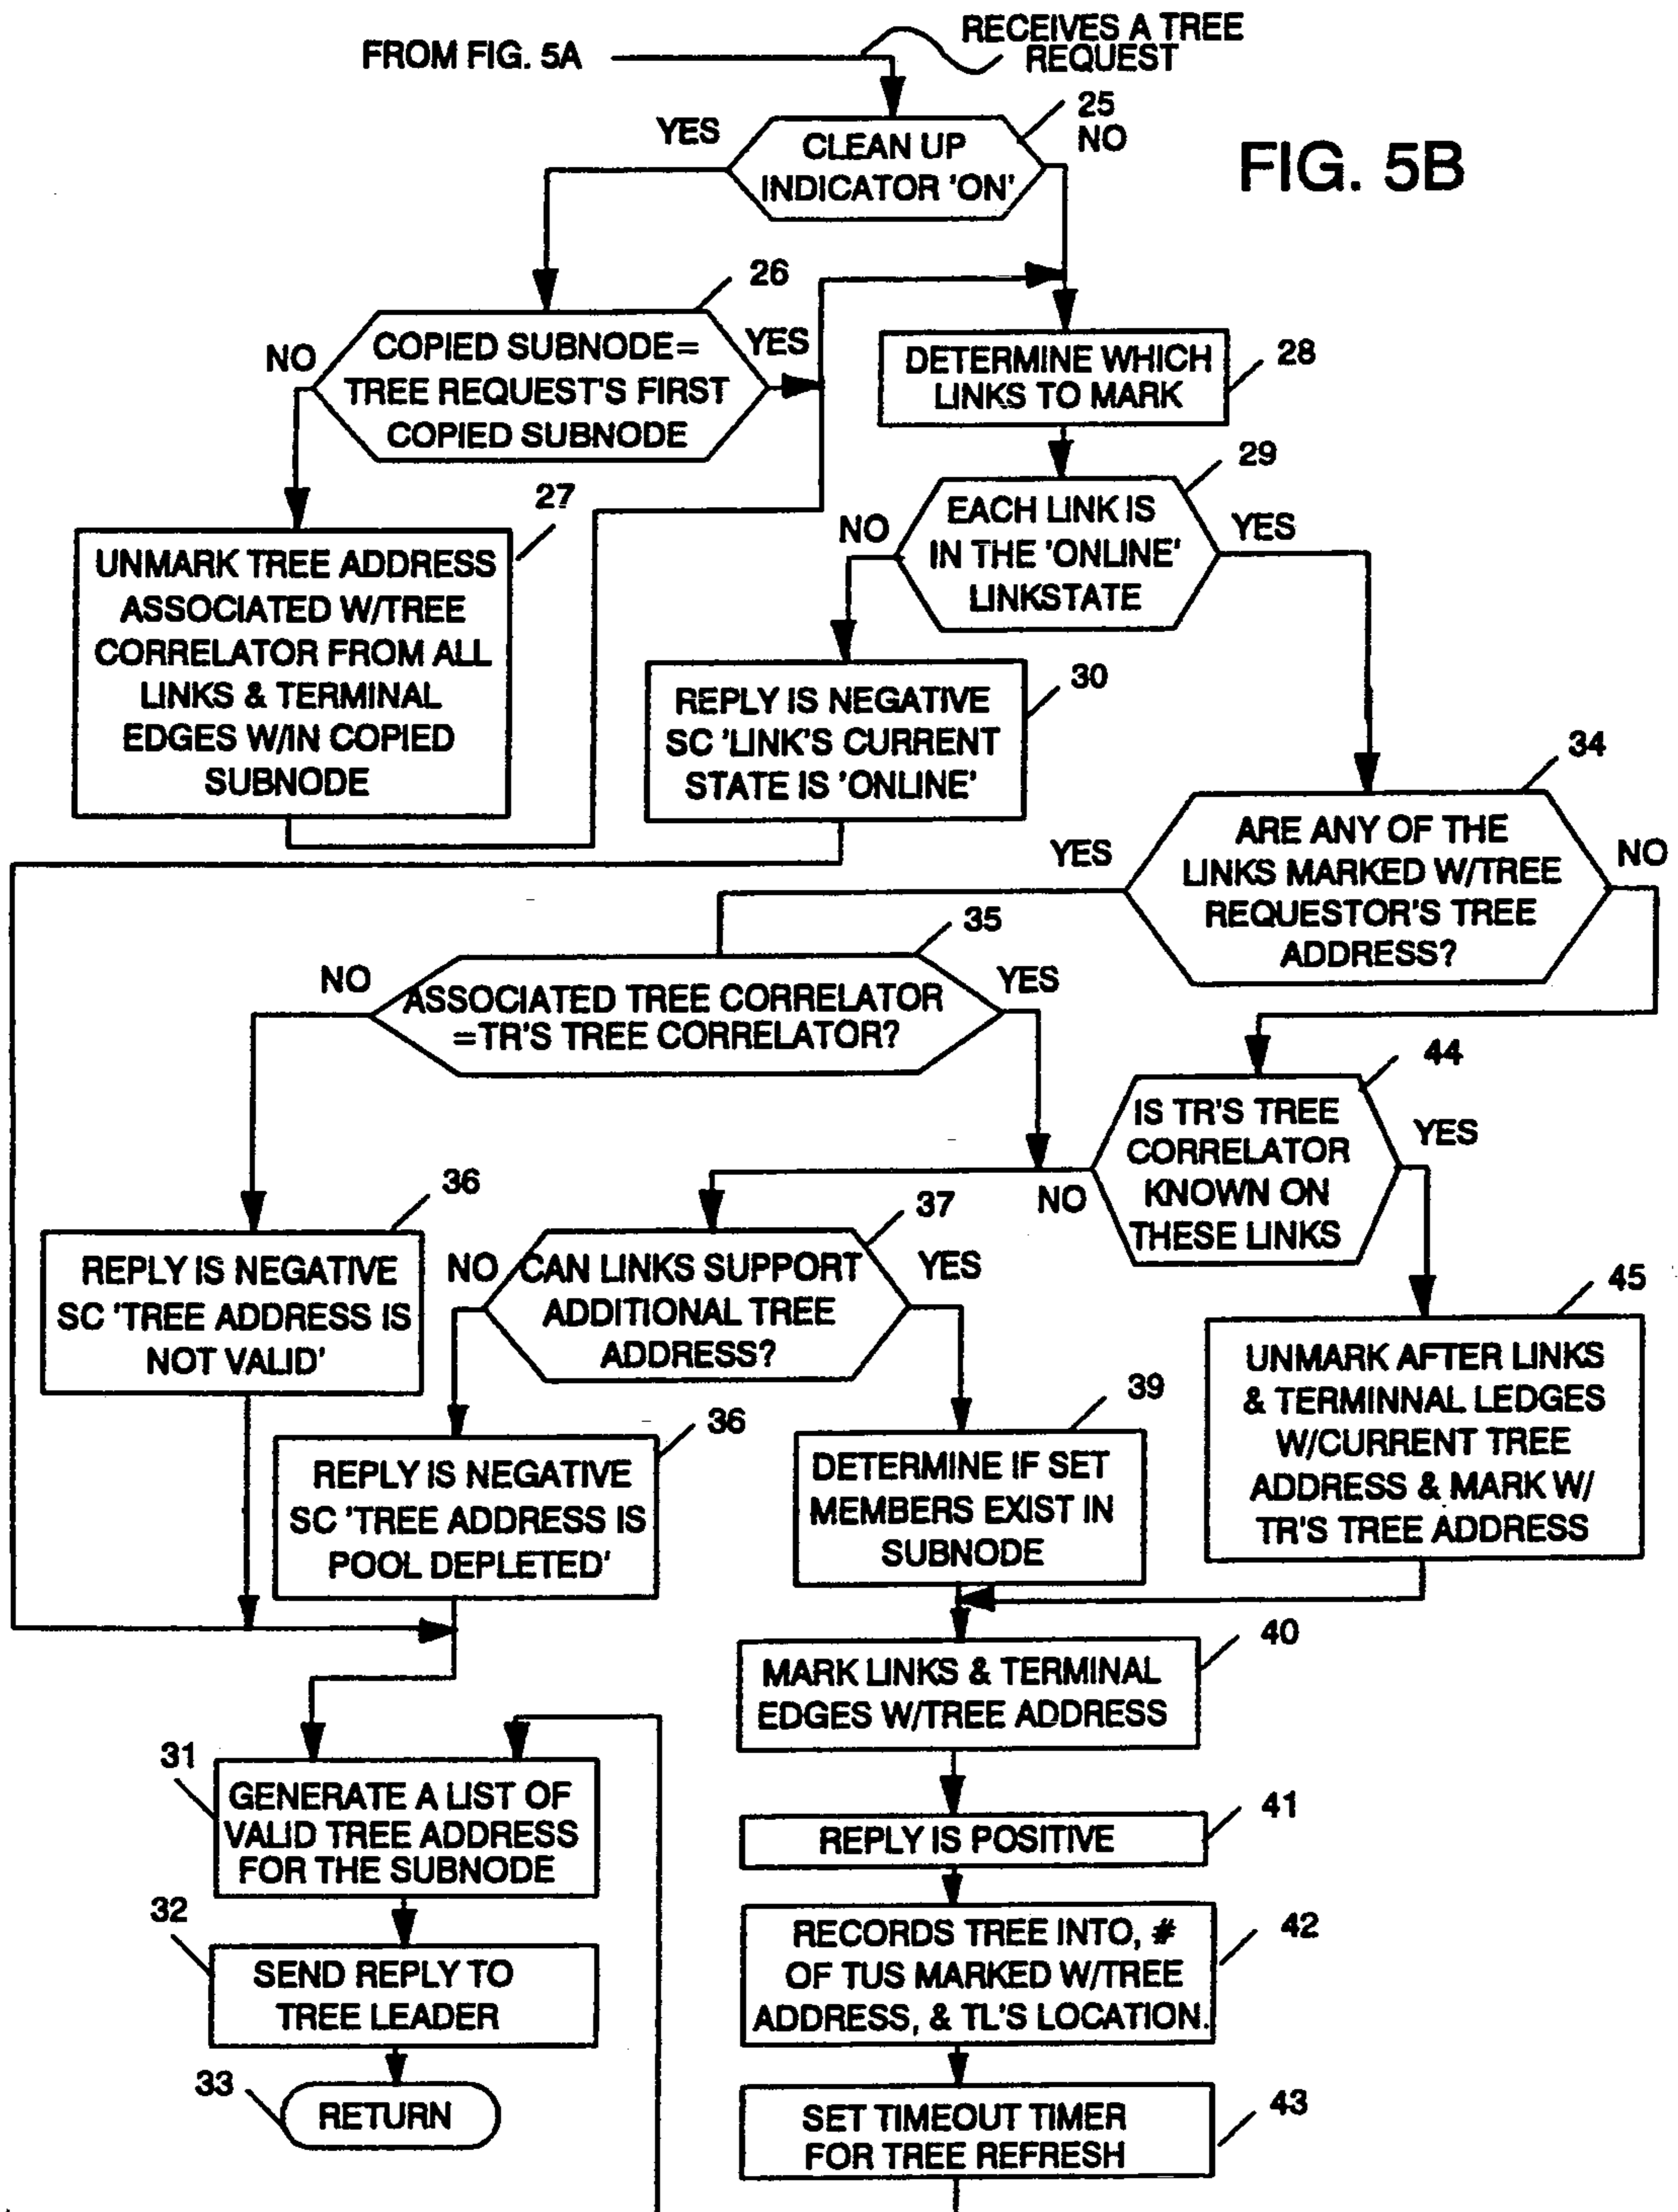 FROM FIG. 5A
RECEIVES A TREE
REQUEST
FIG. 5B
25
YES
NO
CLEAN UP
INDICATOR 'ON'
26
NO
YES
COPIED SUBNODE=
TREE REQUEST'S FIRST
COPIED SUBNODE
28
DETERMINE WHICH
LINKS TO MARK
27
UNMARK TREE ADDRESS
ASSOCIATED W/TREE
CORRELATOR FROM ALL
LINKS & TERMINAL
EDGES W/IN COPIED
SUBNODE
29
NO
YES
EACH LINK IS
IN THE 'ONLINE'
LINKSTATE
30
REPLY IS NEGATIVE
SC 'LINK'S CURRENT
STATE IS 'ONLINE'
34
YES
NO
ARE ANY OF THE
LINKS MARKED W/TREE
REQUESTOR'S TREE
ADDRESS?
35
NO
YES
ASSOCIATED TREE CORRELATOR
=TR'S TREE CORRELATOR?
44
IS TR'S TREE
CORRELATOR
KNOWN ON
THESE LINKS
YES
NO
36
REPLY IS NEGATIVE
SC 'TREE ADDRESS IS
NOT VALID'
37
NO
YES
CAN LINKS SUPPORT
ADDITIONAL TREE
ADDRESS?
45
UNMARK AFTER LINKS
& TERMINNAL LEDGES
W/CURRENT TREE
ADDRESS & MARK W/
TR'S TREE ADDRESS
36
REPLY IS NEGATIVE
SC 'TREE ADDRESS IS
POOL DEPLETED'
39
DETERMINE IF SET
MEMBERS EXIST IN
SUBNODE
40
MARK LINKS & TERMINAL
EDGES W/TREE ADDRESS
31
GENERATE A LIST OF
VALID TREE ADDRESS
FOR THE SUBNODE
41
REPLY IS POSITIVE
32
SEND REPLY TO
TREE LEADER
42
RECORDS TREE INTO, #
OF TUS MARKED W/TREE
ADDRESS, & TL'S LOCATION.
33
RETURN
43
SET TIMEOUT TIMER
FOR TREE REFRESH